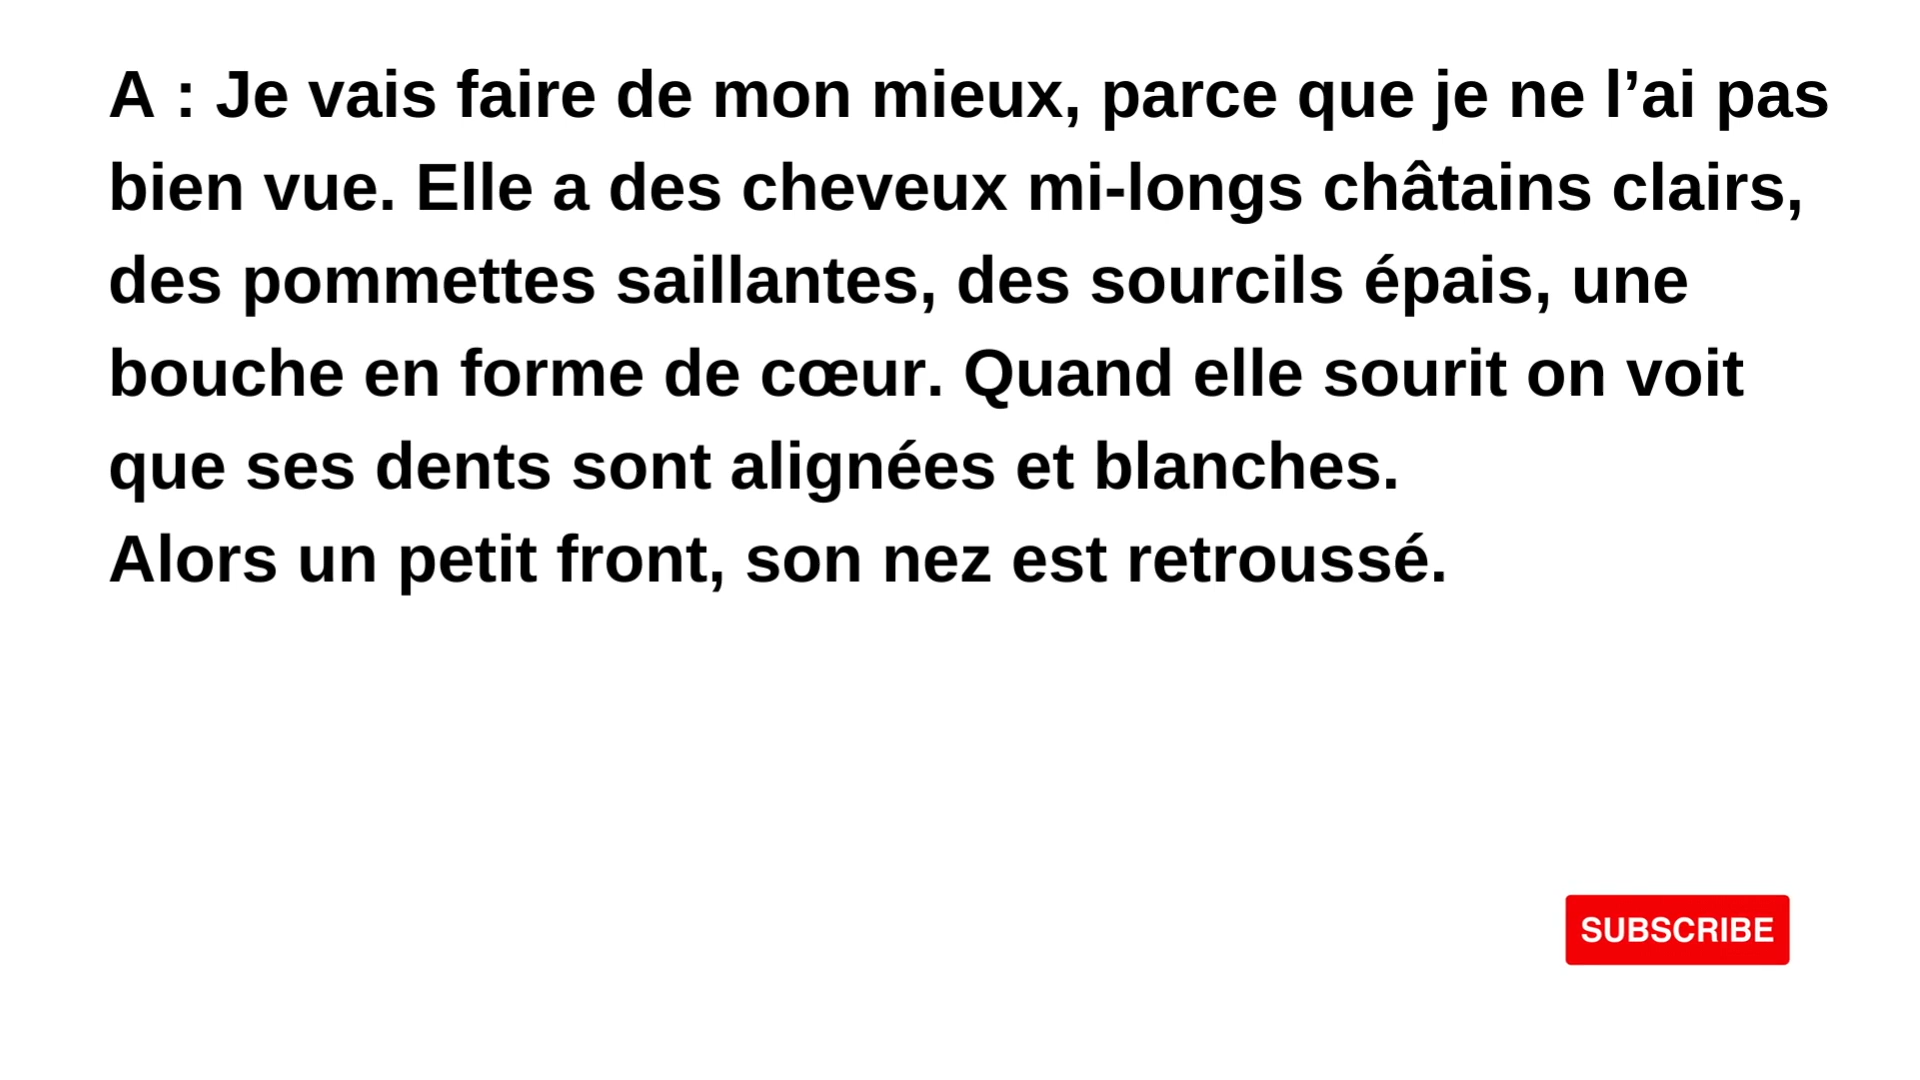 A : Je vais faire de mon mieux, parce que je ne l’ai pas
bien vue. Elle a des cheveux mi-longs châtains clairs,
des pommettes saillantes, des sourcils épais, une
bouche en forme de cœur. Quand elle sourit on voit
que ses dents sont alignées et blanches.
Alors un petit front, son nez est retroussé.
SUBSCRIBE